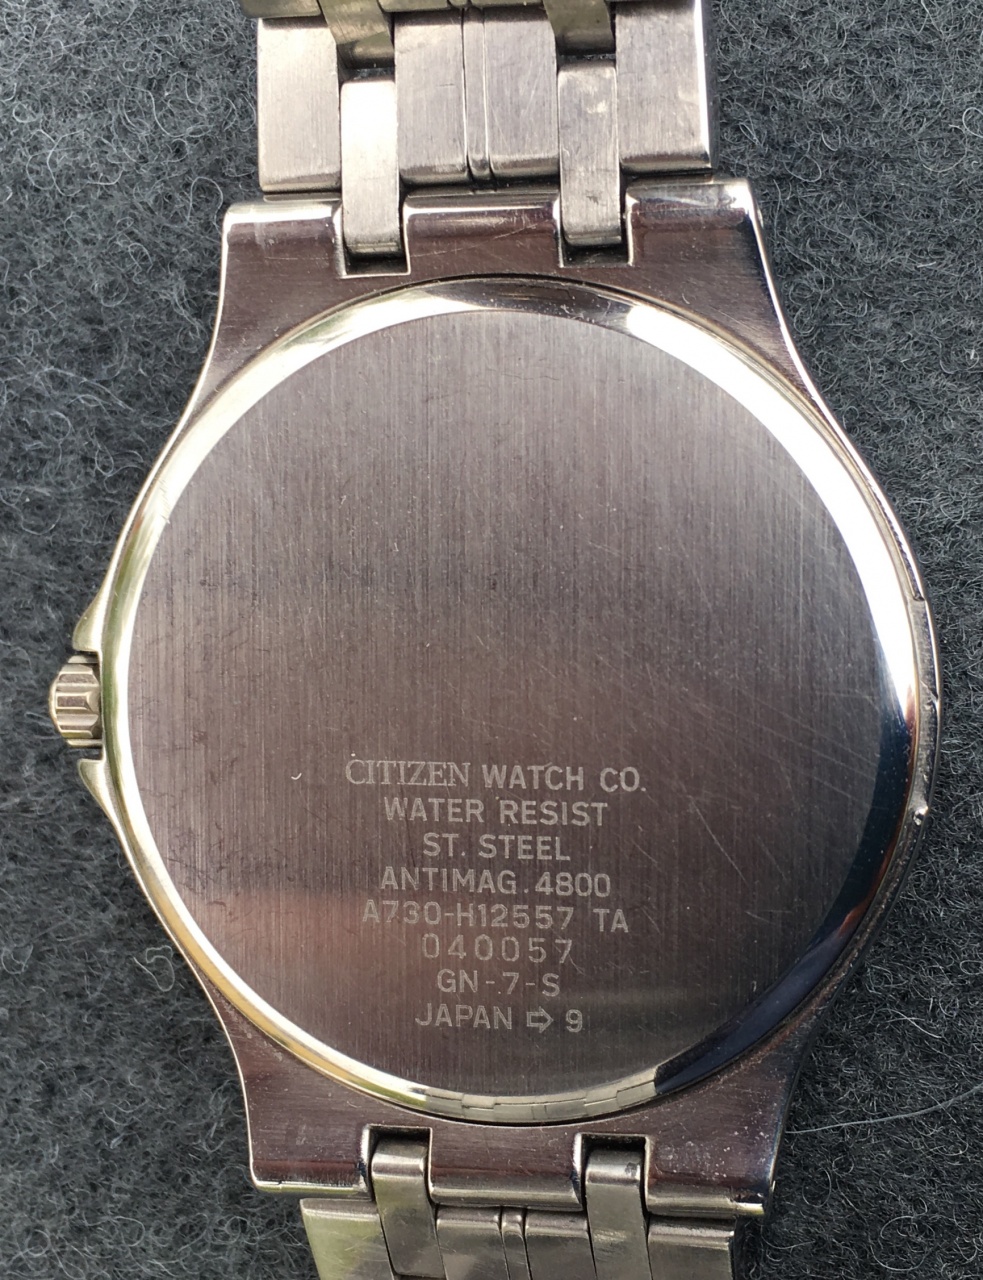 CITIZEN WATCH CO.
WATER RESIST
ST. STEEL
ANTIMAG. 4800
A730-H12557 TA
040057
GN-7-S
JAPAN ⇨ 9